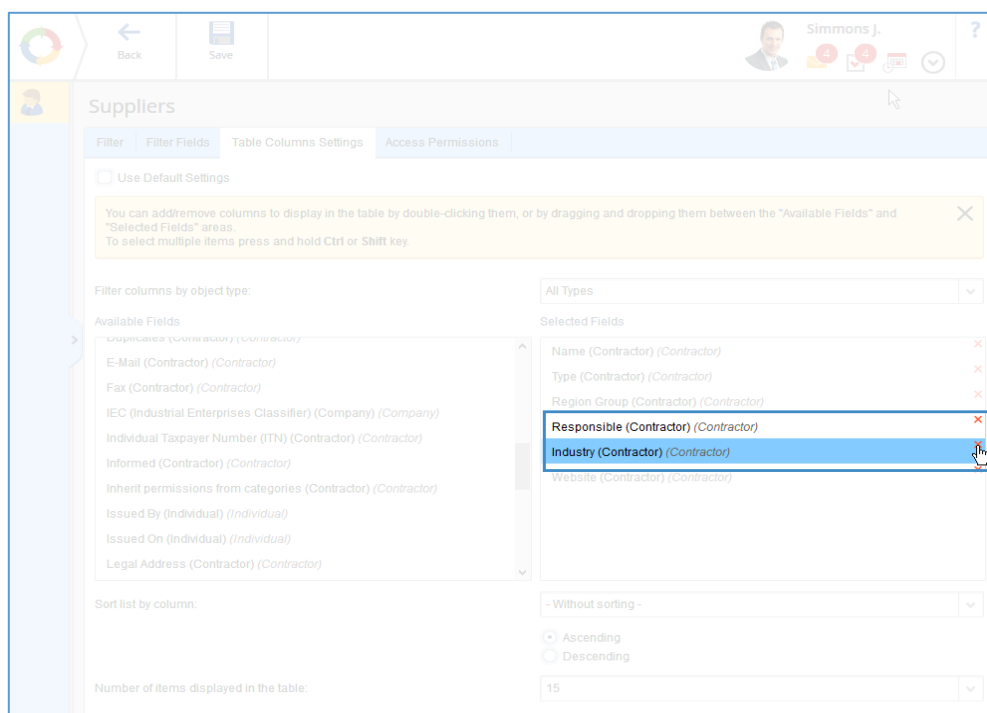 Simmons J.
?
Back
Save
4
4
Suppliers
Filter
Filter Fields
Table Columns Settings
Access Permissions
Use Default Settings
You can add/remove columns to display in the table by double-clicking them, or by dragging and dropping them between the "Available Fields" and
"Selected Fields" areas.
To select multiple items press and hold Ctrl or Shift key.
Filter columns by object type:
All Types
Available Fields
Selected Fields
Duplicates (Contractor) (Contractor)
E-Mail (Contractor) (Contractor)
Fax (Contractor) (Contractor)
IEC (Industrial Enterprises Classifier) (Company) (Company)
Individual Taxpayer Number (ITN) (Contractor) (Contractor)
Informed (Contractor) (Contractor)
Inherit permissions from categories (Contractor) (Contractor)
Issued By (Individual) (Individual)
Issued On (Individual) (Individual)
Legal Address (Contractor) (Contractor)
Name (Contractor) (Contractor)
Type (Contractor) (Contractor)
Region Group (Contractor) (Contractor)
Responsible (Contractor) (Contractor)
Industry (Contractor) (Contractor)
Website (Contractor) (Contractor)
Sort list by column:
- Without sorting -
Ascending
Descending
Number of items displayed in the table:
15